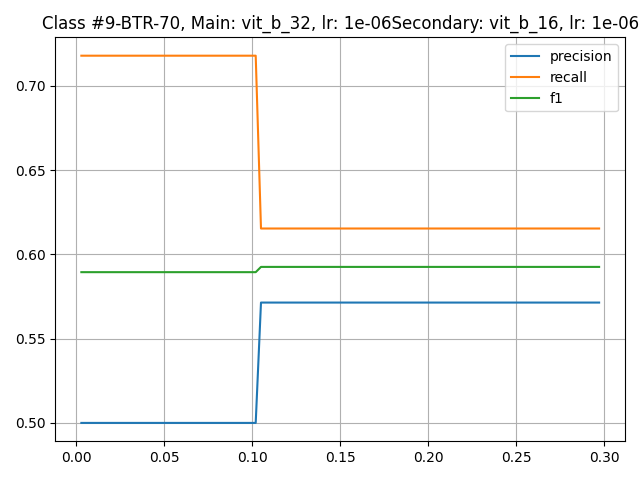 Class #9-BTR-70, Main: vit_b_32, lr: 1e-06Secondary: vit_b_16, lr: 1e-06
precision
recall
f1
0.70
0.65
0.60
0.55
0.50
0.00 0.05 0.10 0.15 0.20 0.25 0.30